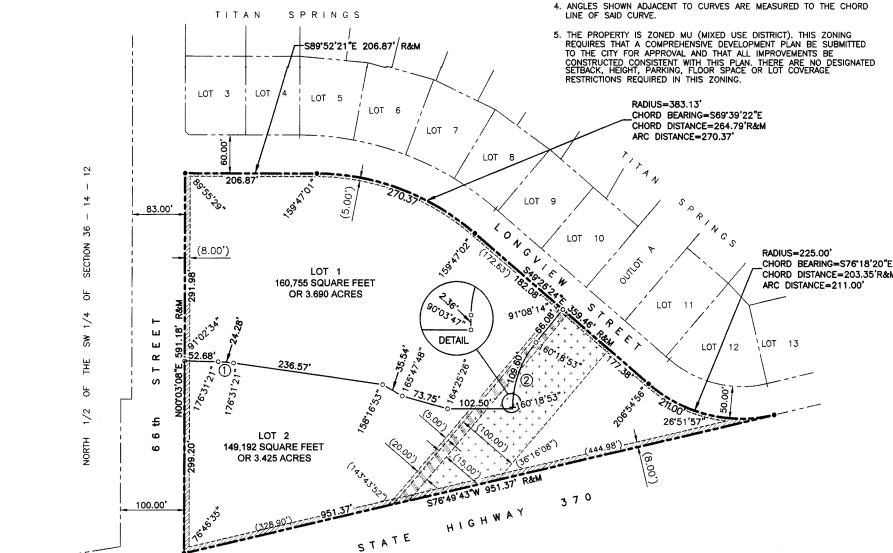 TITAN SPRINGS
4. ANGLES SHOWN ADJACENT TO CURVES ARE MEASURED TO THE CHORD
LINE OF SAID CURVE.
5. THE PROPERTY IS ZONED MU (MIXED USE DISTRICT). THIS ZONING
REQUIRES THAT A COMPREHENSIVE DEVELOPMENT PLAN BE SUBMITTED
TO THE CITY FOR APPROVAL AND THAT ALL IMPROVEMENTS BE
CONSTRUCTED CONSISTENT WITH THIS PLAN. THERE ARE NO DESIGNATED
SETBACK, HEIGHT, PARKING, FLOOR SPACE OR LOT COVERAGE
RESTRICTIONS REQUIRED IN THIS ZONING.
S89°52'21"E 206.87' R&M
LOT 3
LOT 4
LOT 5
LOT 6
LOT 7
LOT 8
LOT 9
LOT 10
OUTLOT A
LOT 11
LOT 12
LOT 13
RADIUS=383.13'
CHORD BEARING=S69°39'22"E
CHORD DISTANCE=264.79'R&M
ARC DISTANCE=270.37'
TITAN SPRINGS
RADIUS=225.00'
CHORD BEARING=S76°18'20"E
CHORD DISTANCE=203.35'R&M
ARC DISTANCE=211.00'
60.00'
206.87'
89°55'29"
159°47'01"
(5.00')
270.37'
83.00'
(8.00')
291.98'
LONGVIEW STREET
159°47'02"
(172.63')
S49°26'24"E 359.46' R&M
182.08'
LOT 1
160,755 SQUARE FEET
OR 3.690 ACRES
2.36'
90°03'47"
DETAIL
91°08'14"
66.08'
160°18'53"
109.60'
2
160°18'53"
177.38'
NORTH 1/2 OF THE SW 1/4 OF SECTION 36 - 14 - 12
66th STREET
N00°03'08"E 591.18' R&M
91°02'34"
24.28'
52.68'
1
176°31'21"
176°31'21"
236.57'
35.54'
165°47'48"
158°16'53"
73.75'
164°25'26"
102.50'
206°54'56"
211.00'
26°51'57"
50.00'
LOT 2
149,192 SQUARE FEET
OR 3.425 ACRES
299.20'
(5.00')
(20.00')
(100.00')
(15.00')
(36°16'08")
(143°43'52")
(444.98')
(8.00')
S76°49'43"W 951.37' R&M
100.00'
76°46'35"
(328.90')
951.37'
STATE HIGHWAY 370